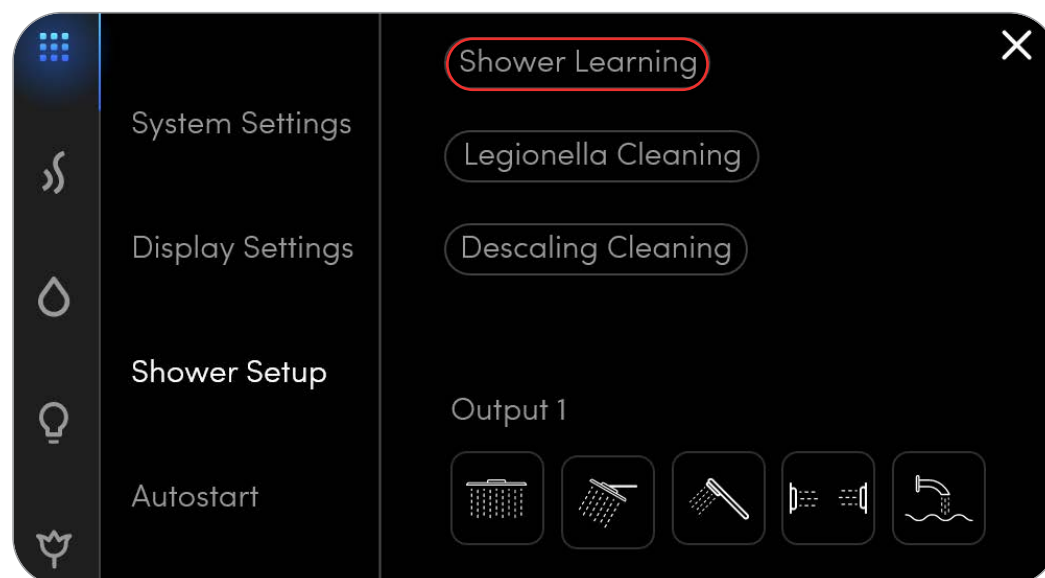 System Settings
Display Settings
Shower Setup
Autostart
Shower Learning
Legionella Cleaning
Descaling Cleaning
Output 1